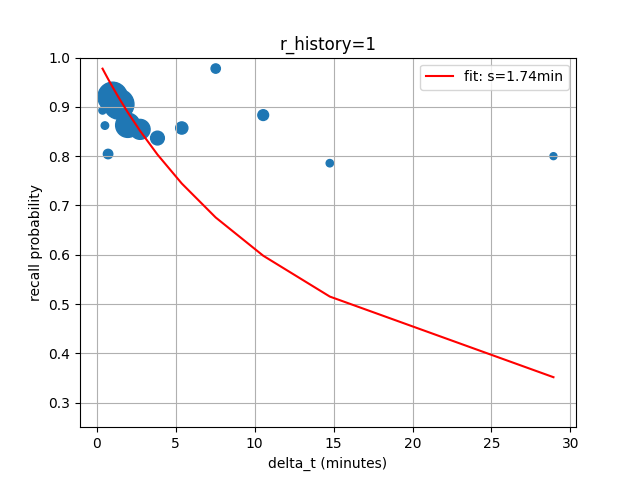 r_history=1
fit: s=1.74min
1.0
0.9
0.8
0.7
0.6
0.5
0.4
0.3
recall probability
0 5 10 15 20 25 30
delta_t (minutes)